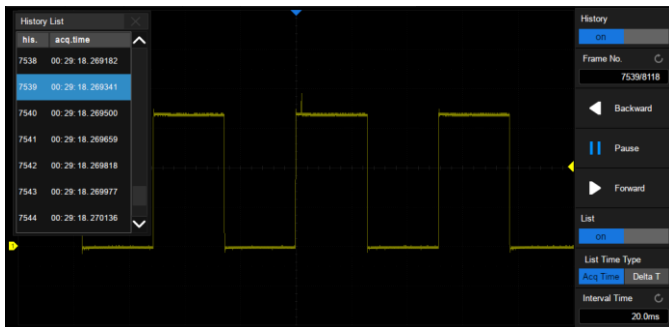 History List
his. acq.time
7538 00: 29: 18. 269182
7539 00: 29: 18. 269341
7540 00: 29: 18. 269500
7541 00: 29: 18. 269659
7542 00: 29: 18. 269818
7543 00: 29: 18. 269977
7544 00: 29: 18. 270136
History
on
Frame No.
7539/8118
Backward
Pause
Forward
List
on
List Time Type
Acq Time Delta T
Interval Time
20.0ms